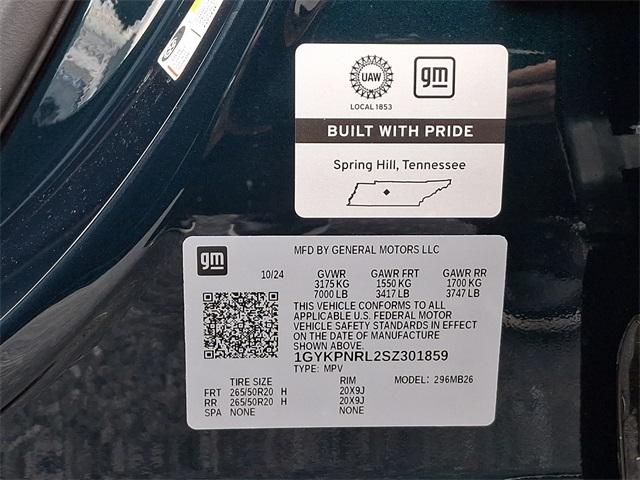 UAW
gm
LOCAL 1853
BUILT WITH PRIDE
Spring Hill, Tennessee
gm
MFD BY GENERAL MOTORS LLC
10/24 GVWR GAWR FRT GAWR RR
3175 KG 1550 KG 1700 KG
7000 LB 3417 LB 3747 LB
THIS VEHICLE CONFORMS TO ALL
APPLICABLE U.S. FEDERAL MOTOR
VEHICLE SAFETY STANDARDS IN EFFECT
ON THE DATE OF MANUFACTURE
SHOWN ABOVE.
1GYKPNRL2SZ301859
TYPE: MPV
TIRE SIZE RIM MODEL: 296MB26
FRT 265/50R20 H 20X9J
RR 265/50R20 H 20X9J
SPA NONE NONE